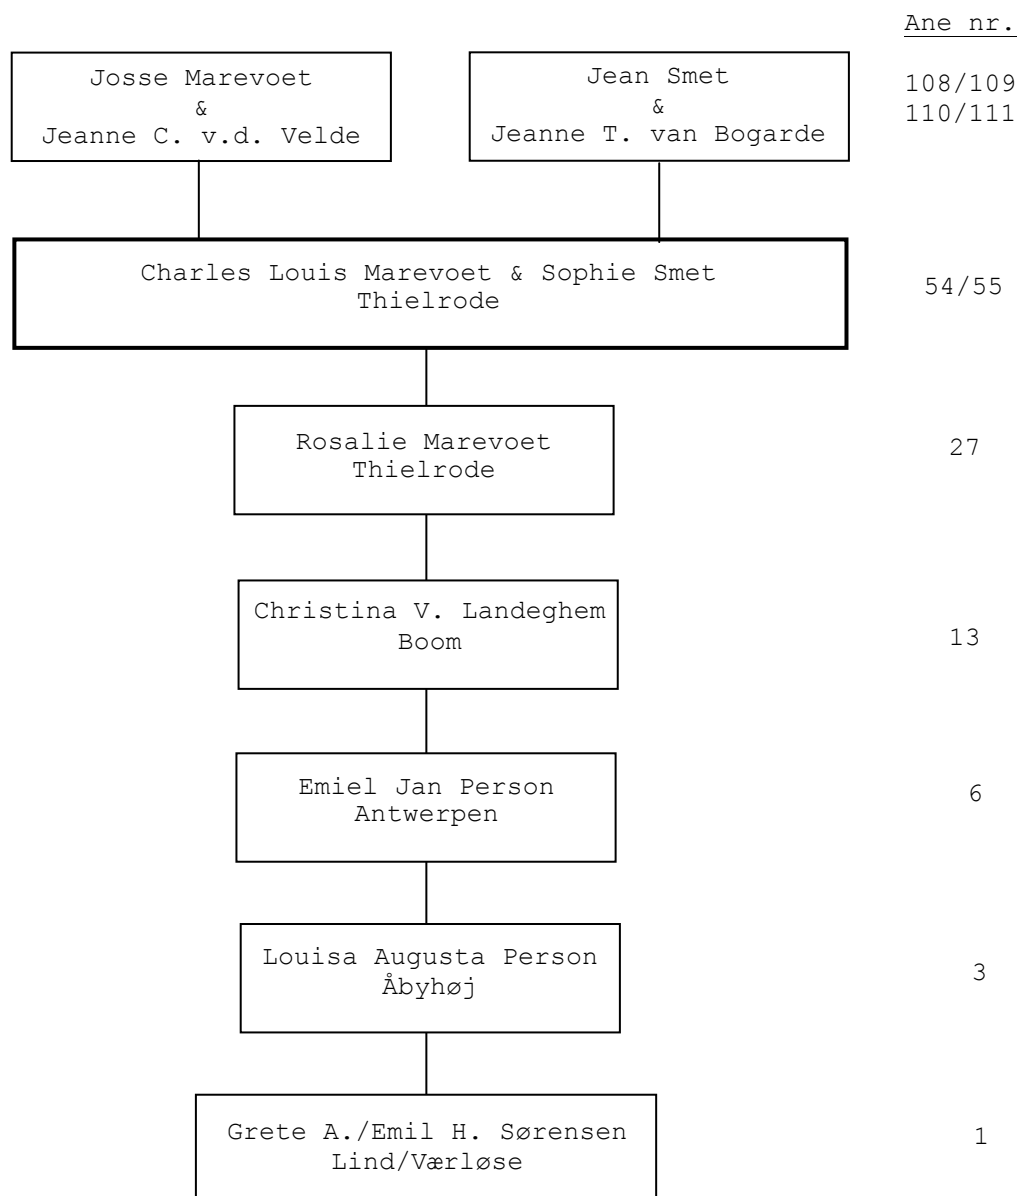 Ane nr.
Josse Marevoet
&
Jeanne C. v.d. Velde
Jean Smet
&
Jeanne T. van Bogarde
108/109
110/111
Charles Louis Marevoet & Sophie Smet
Thielrode
54/55
Rosalie Marevoet
Thielrode
27
Christina V. Landeghem
Boom
13
Emiel Jan Person
Antwerpen
6
Louisa Augusta Person
Åbyhøj
3
Grete A./Emil H. Sørensen
Lind/Værløse
1